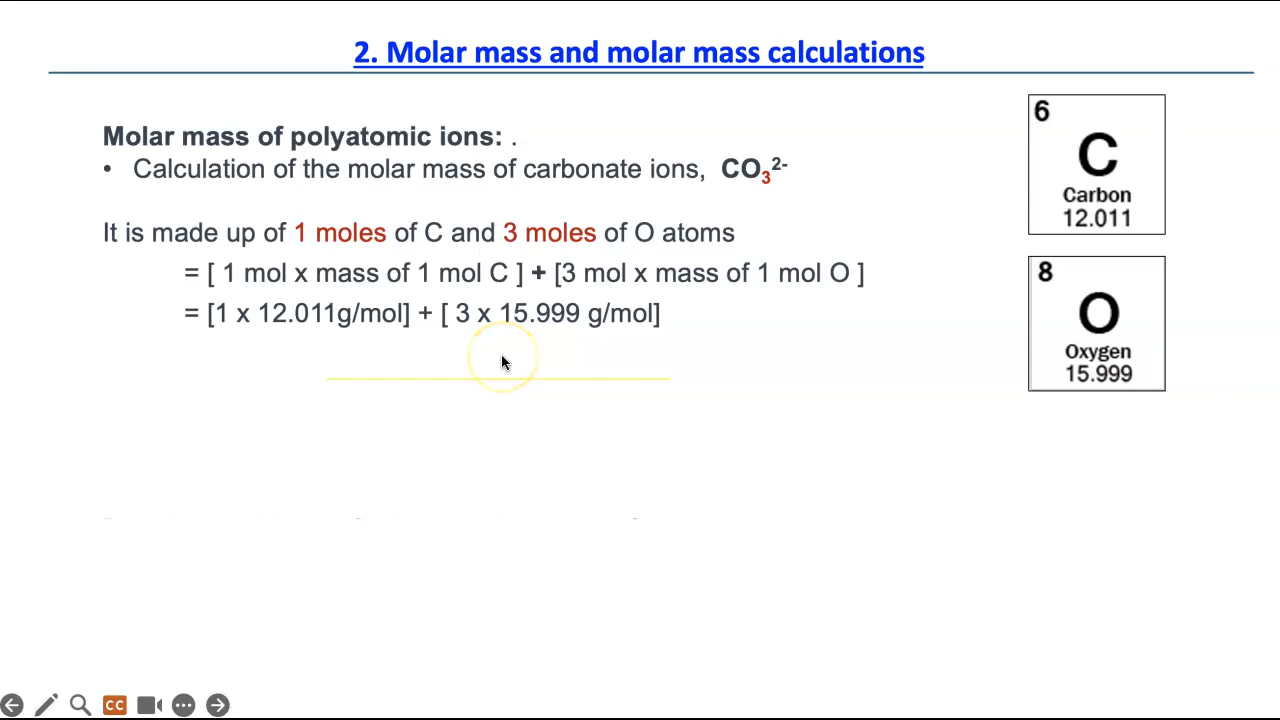 2. Molar mass and molar mass calculations
Molar mass of polyatomic ions: .
• Calculation of the molar mass of carbonate ions, CO₃²⁻
It is made up of 1 moles of C and 3 moles of O atoms
= [ 1 mol x mass of 1 mol C ] + [3 mol x mass of 1 mol O ]
= [1 x 12.011g/mol] + [ 3 x 15.999 g/mol]
6
C
Carbon
12.011
8
O
Oxygen
15.999
CC